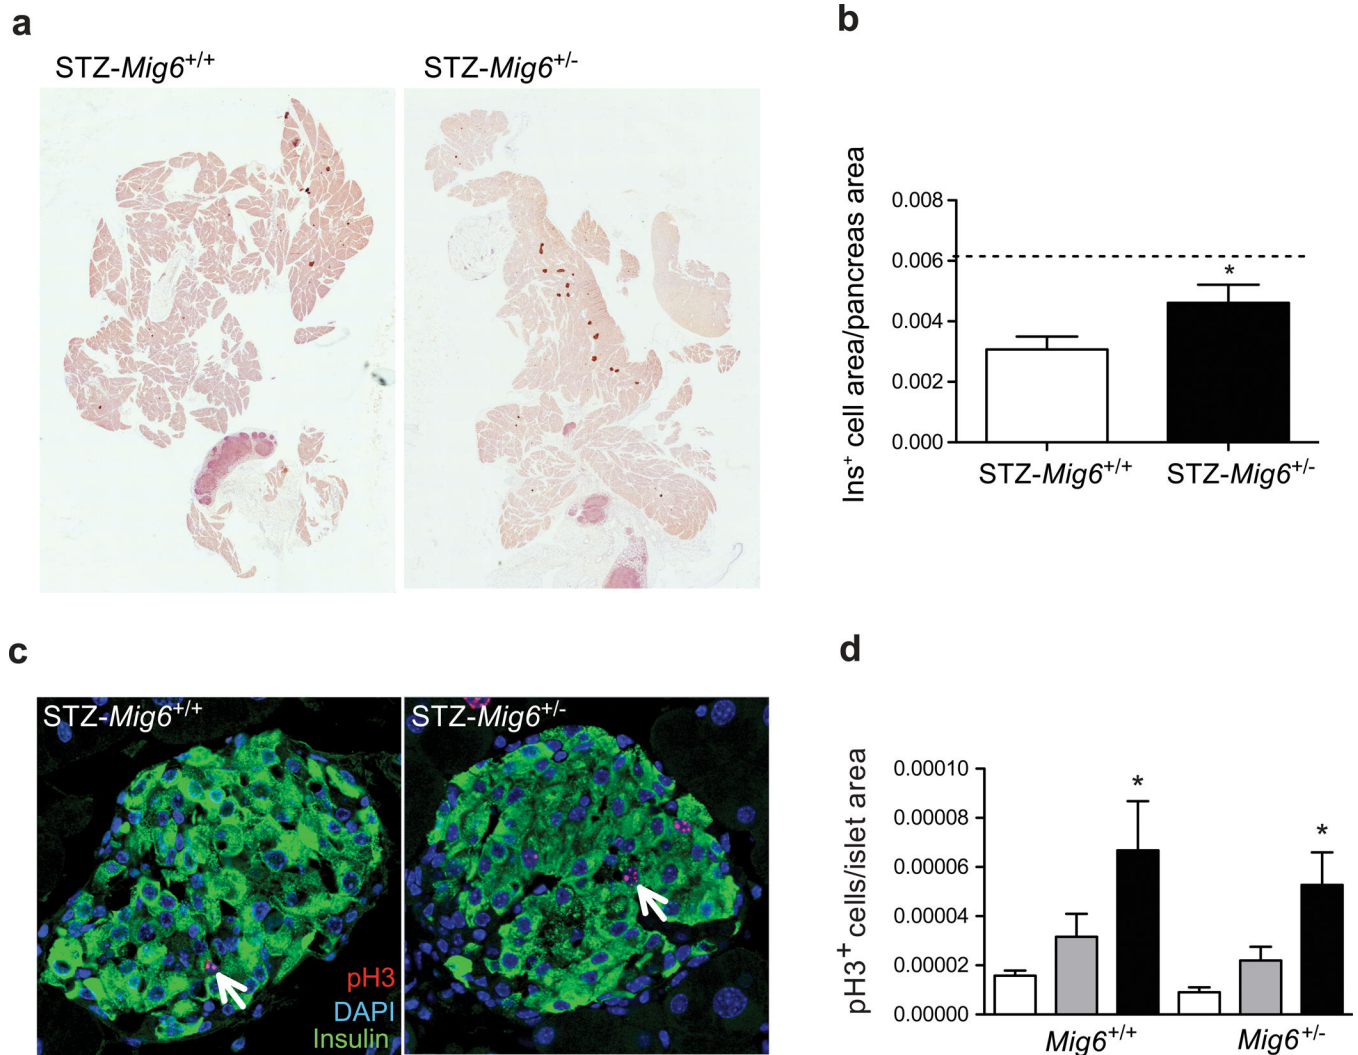 a
STZ-Mig6+/+
STZ-Mig6+/-
b
Ins+ cell area/pancreas area
0.008
0.006
0.004
0.002
0.000
*
STZ-Mig6+/+
STZ-Mig6+/-
c
STZ-Mig6+/+
STZ-Mig6+/-
pH3
DAPI
Insulin
d
pH3+ cells/islet area
0.00010
0.00008
0.00006
0.00004
0.00002
0.00000
*
*
Mig6+/+
Mig6+/-